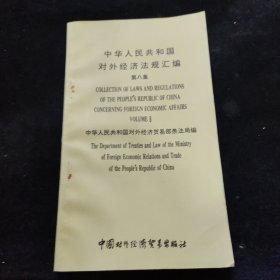 中华人民共和国
对外经济法规汇编
第八集
COLLECTION OF LAWS AND REGULATIONS
OF THE PEOPLE'S REPUBLIC OF CHINA
CONCERNING FOREIGN ECONOMIC AFFAIRS
VOLUME 8
中华人民共和国对外经济贸易部条法局编
The Department of Treaties and Law of the Ministry
of Foreign Economic Relations and Trade
of the People's Republic of China
中国对外经济贸易出版社